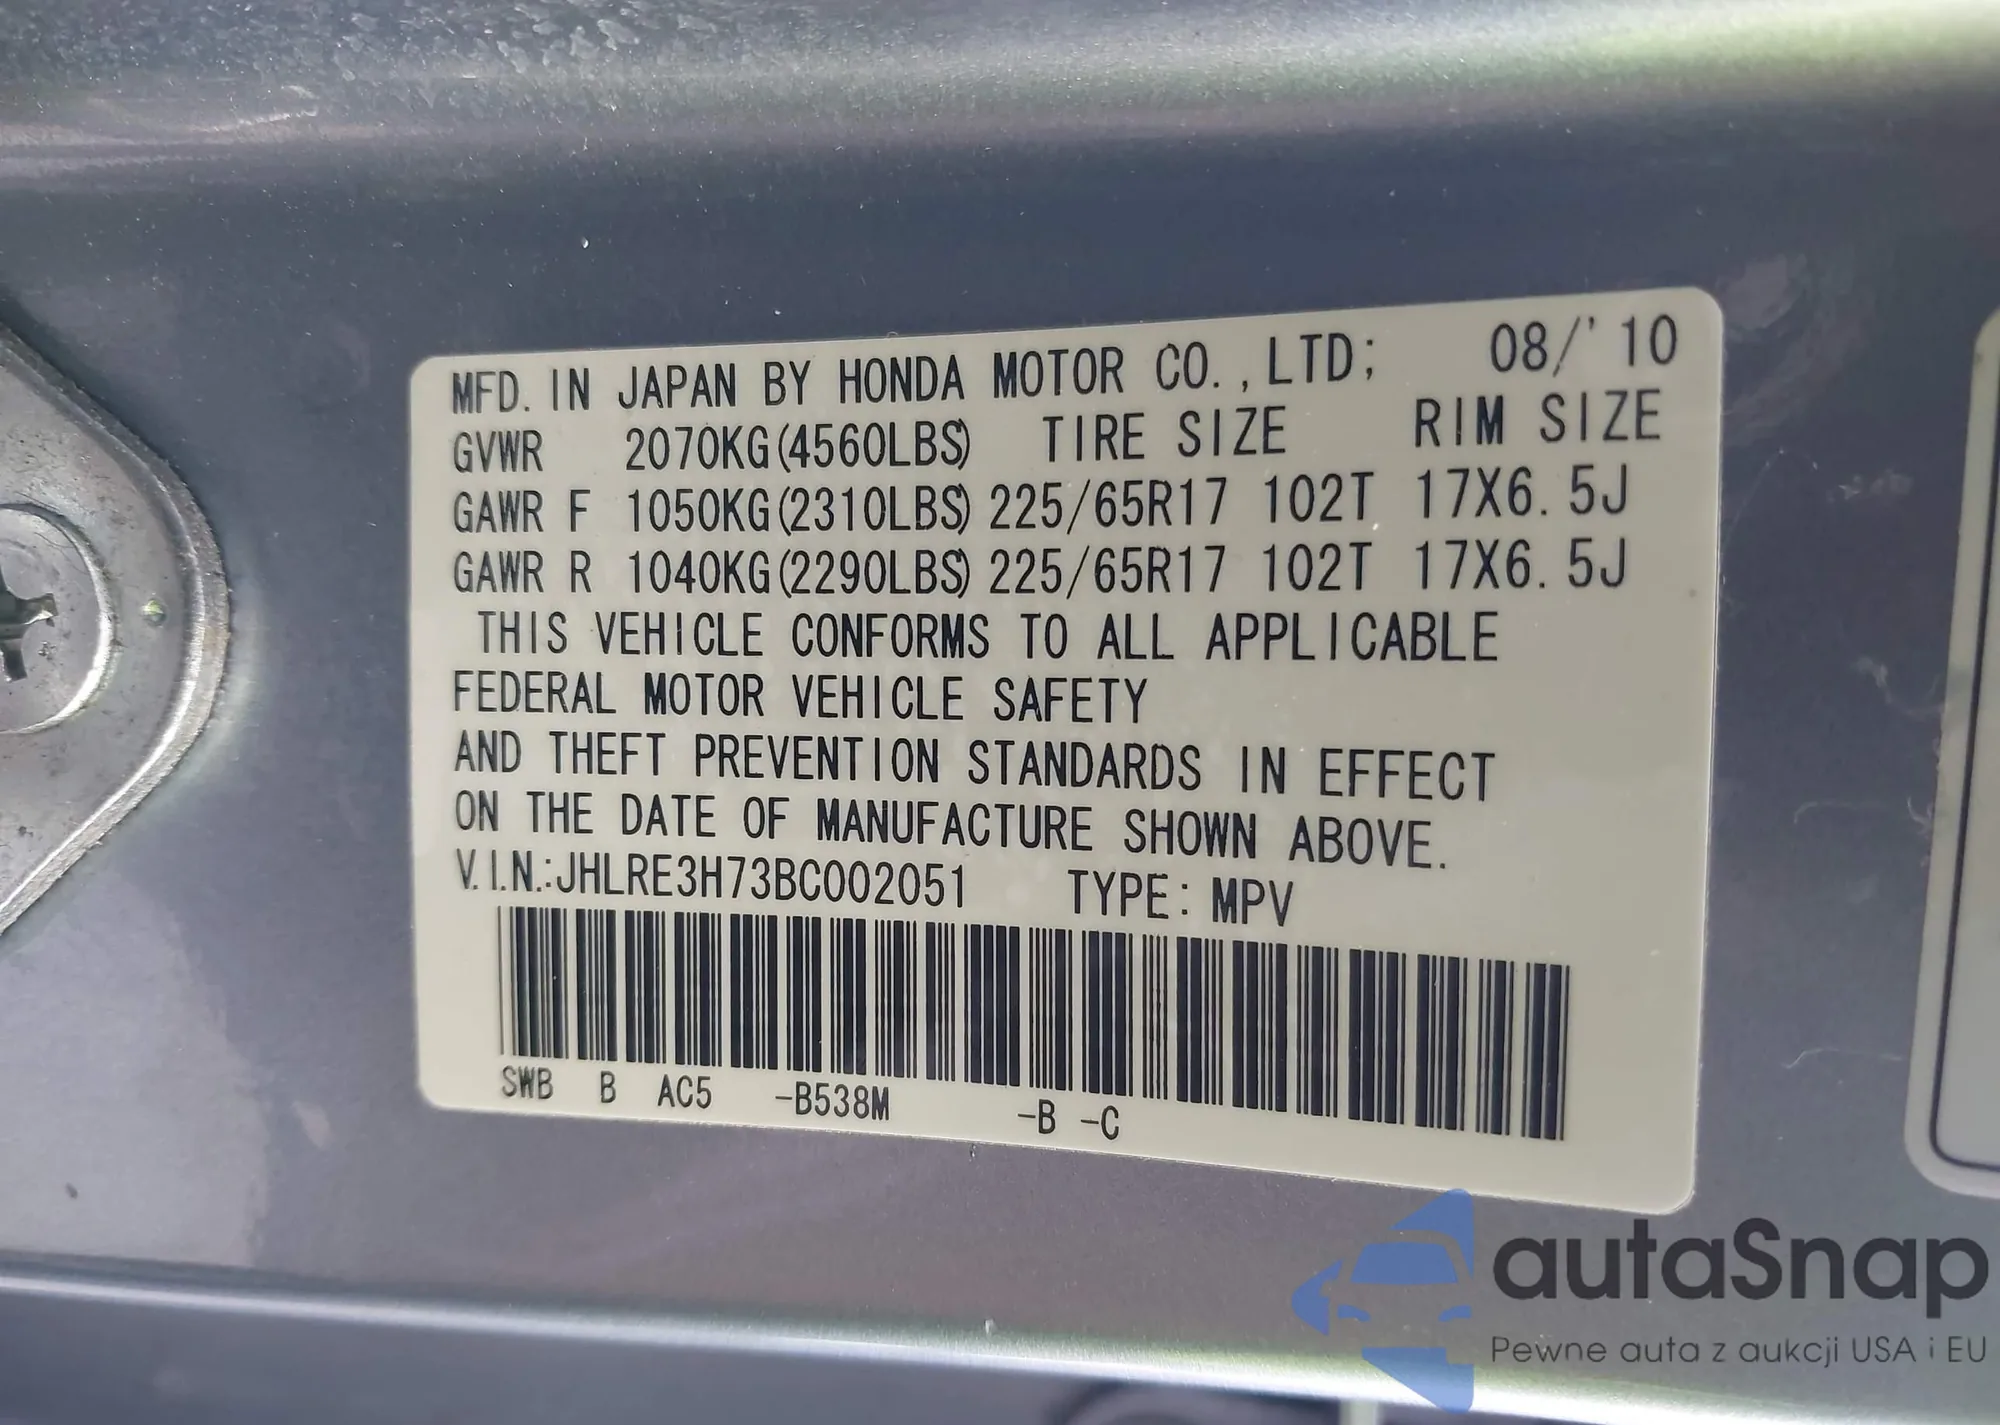 MFD. IN JAPAN BY HONDA MOTOR CO., LTD; 08/'10
GVWR 2070KG(4560LBS) TIRE SIZE RIM SIZE
GAWR F 1050KG(2310LBS) 225/65R17 102T 17X6.5J
GAWR R 1040KG(2290LBS) 225/65R17 102T 17X6.5J
THIS VEHICLE CONFORMS TO ALL APPLICABLE
FEDERAL MOTOR VEHICLE SAFETY
AND THEFT PREVENTION STANDARDS IN EFFECT
ON THE DATE OF MANUFACTURE SHOWN ABOVE.
V.I.N.:JHLRE3H73BC002051 TYPE: MPV
SWB B AC5 -B538M -B -C
autaSnap
Pewne auta z aukcji USA i EU